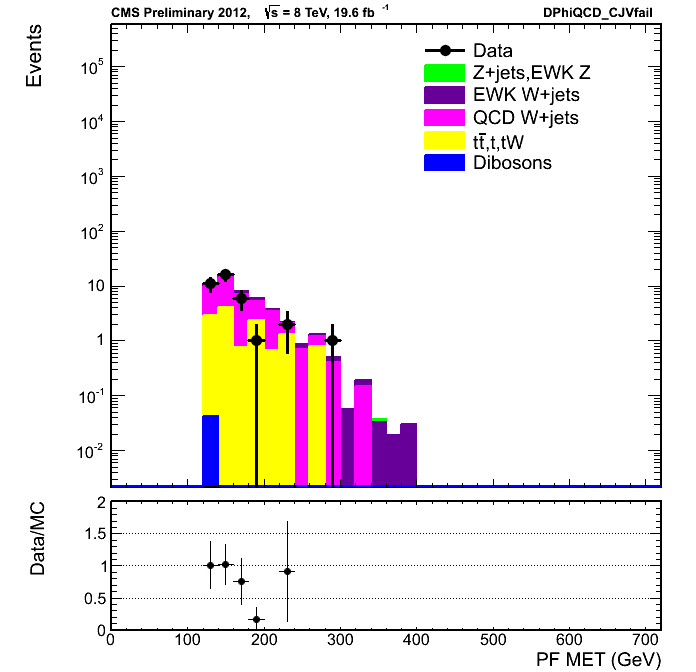 CMS Preliminary 2012, √s = 8 TeV, 19.6 fb⁻¹ DPhiQCD_CJVfail
Events
10⁵
10⁴
10³
10²
10
1
10⁻¹
10⁻²
Data
Z+jets,EWK Z
EWK W+jets
QCD W+jets
tt̅,t,tW
Dibosons
Data/MC
2
1.5
1
0.5
0
0 100 200 300 400 500 600 700
PF MET (GeV)